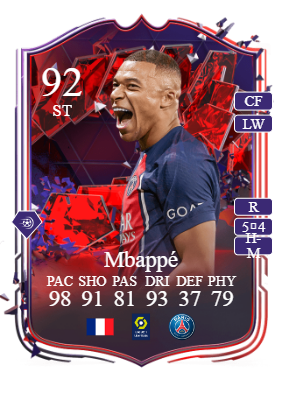 92
ST
CF
LW
GOA
R
5□4
H-
M
Mbappé
PAC SHO PAS DRI DEF PHY
98 91 81 93 37 79